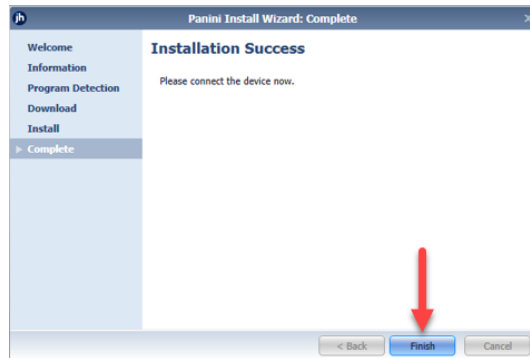 jh
Panini Install Wizard: Complete
Welcome
Information
Program Detection
Download
Install
Complete
Installation Success
Please connect the device now.
< Back
Finish
Cancel